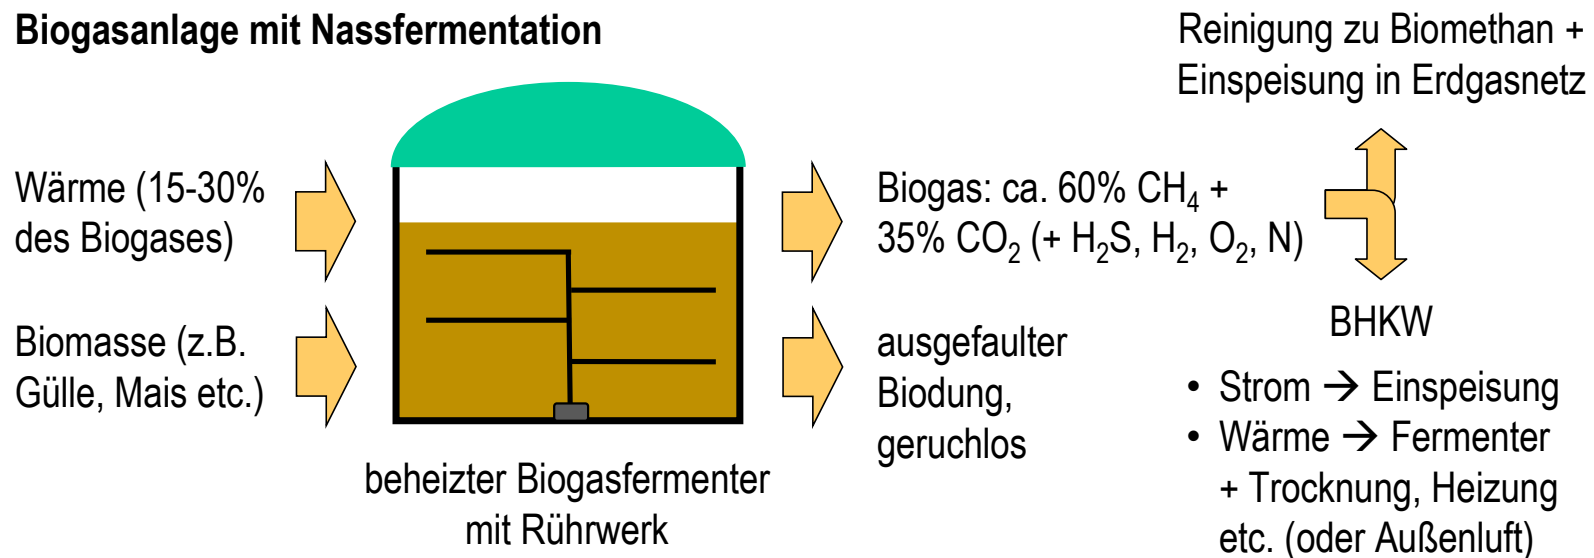 Biogasanlage mit Nassfermentation
Reinigung zu Biomethan +
Einspeisung in Erdgasnetz
Wärme (15-30%
des Biogases)
Biomasse (z.B.
Gülle, Mais etc.)
beheizter Biogasfermenter
mit Rührwerk
Biogas: ca. 60% CH₄ +
35% CO₂ (+ H₂S, H₂, O₂, N)
ausgefaulter
Biodung,
geruchlos
BHKW
• Strom → Einspeisung
• Wärme → Fermenter
+ Trocknung, Heizung
etc. (oder Außenluft)